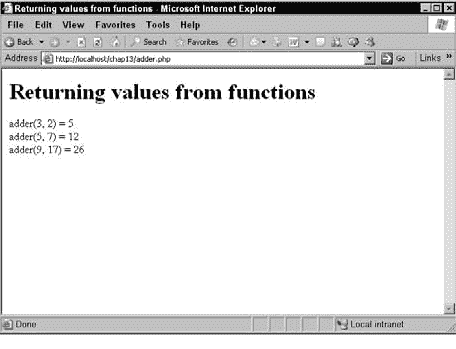 Returning values from functions - Microsoft Internet Explorer
File Edit View Favorites Tools Help
Back Search Favorites
Address http://localhost/chap13/adder.php Go Links »
Returning values from functions
adder(3, 2) = 5
adder(5, 7) = 12
adder(9, 17) = 26
Done Local intranet